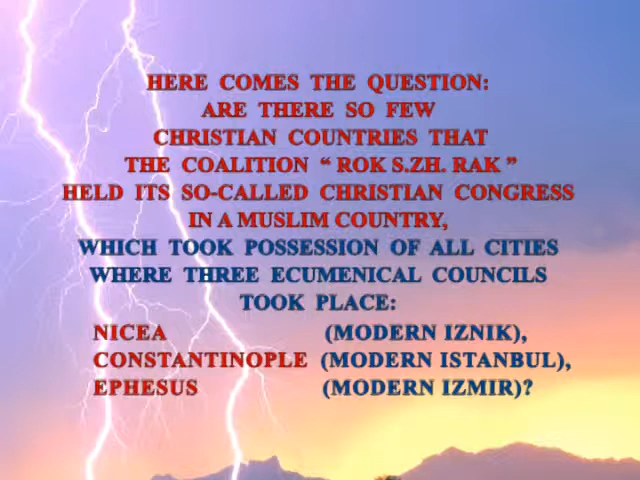 HERE COMES THE QUESTION:
ARE THERE SO FEW
CHRISTIAN COUNTRIES THAT
THE COALITION “ ROK S.ZH. RAK ”
HELD ITS SO-CALLED CHRISTIAN CONGRESS
IN A MUSLIM COUNTRY,
WHICH TOOK POSSESSION OF ALL CITIES
WHERE THREE ECUMENICAL COUNCILS
TOOK PLACE:
NICEA (MODERN IZNIK),
CONSTANTINOPLE (MODERN ISTANBUL),
EPHESUS (MODERN IZMIR)?